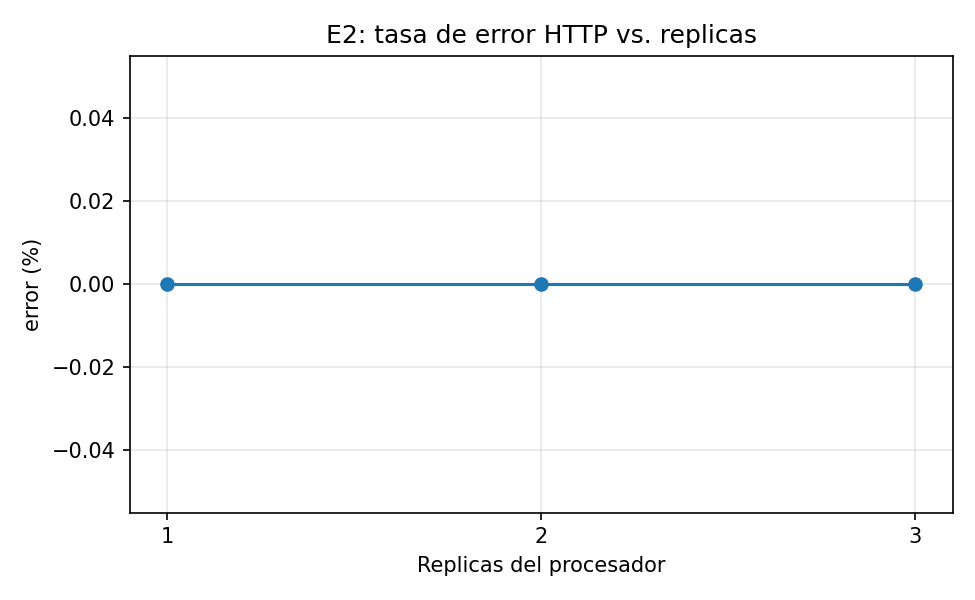 E2: tasa de error HTTP vs. replicas
error (%)
0.04
0.02
0.00
−0.02
−0.04
1 2 3
Replicas del procesador